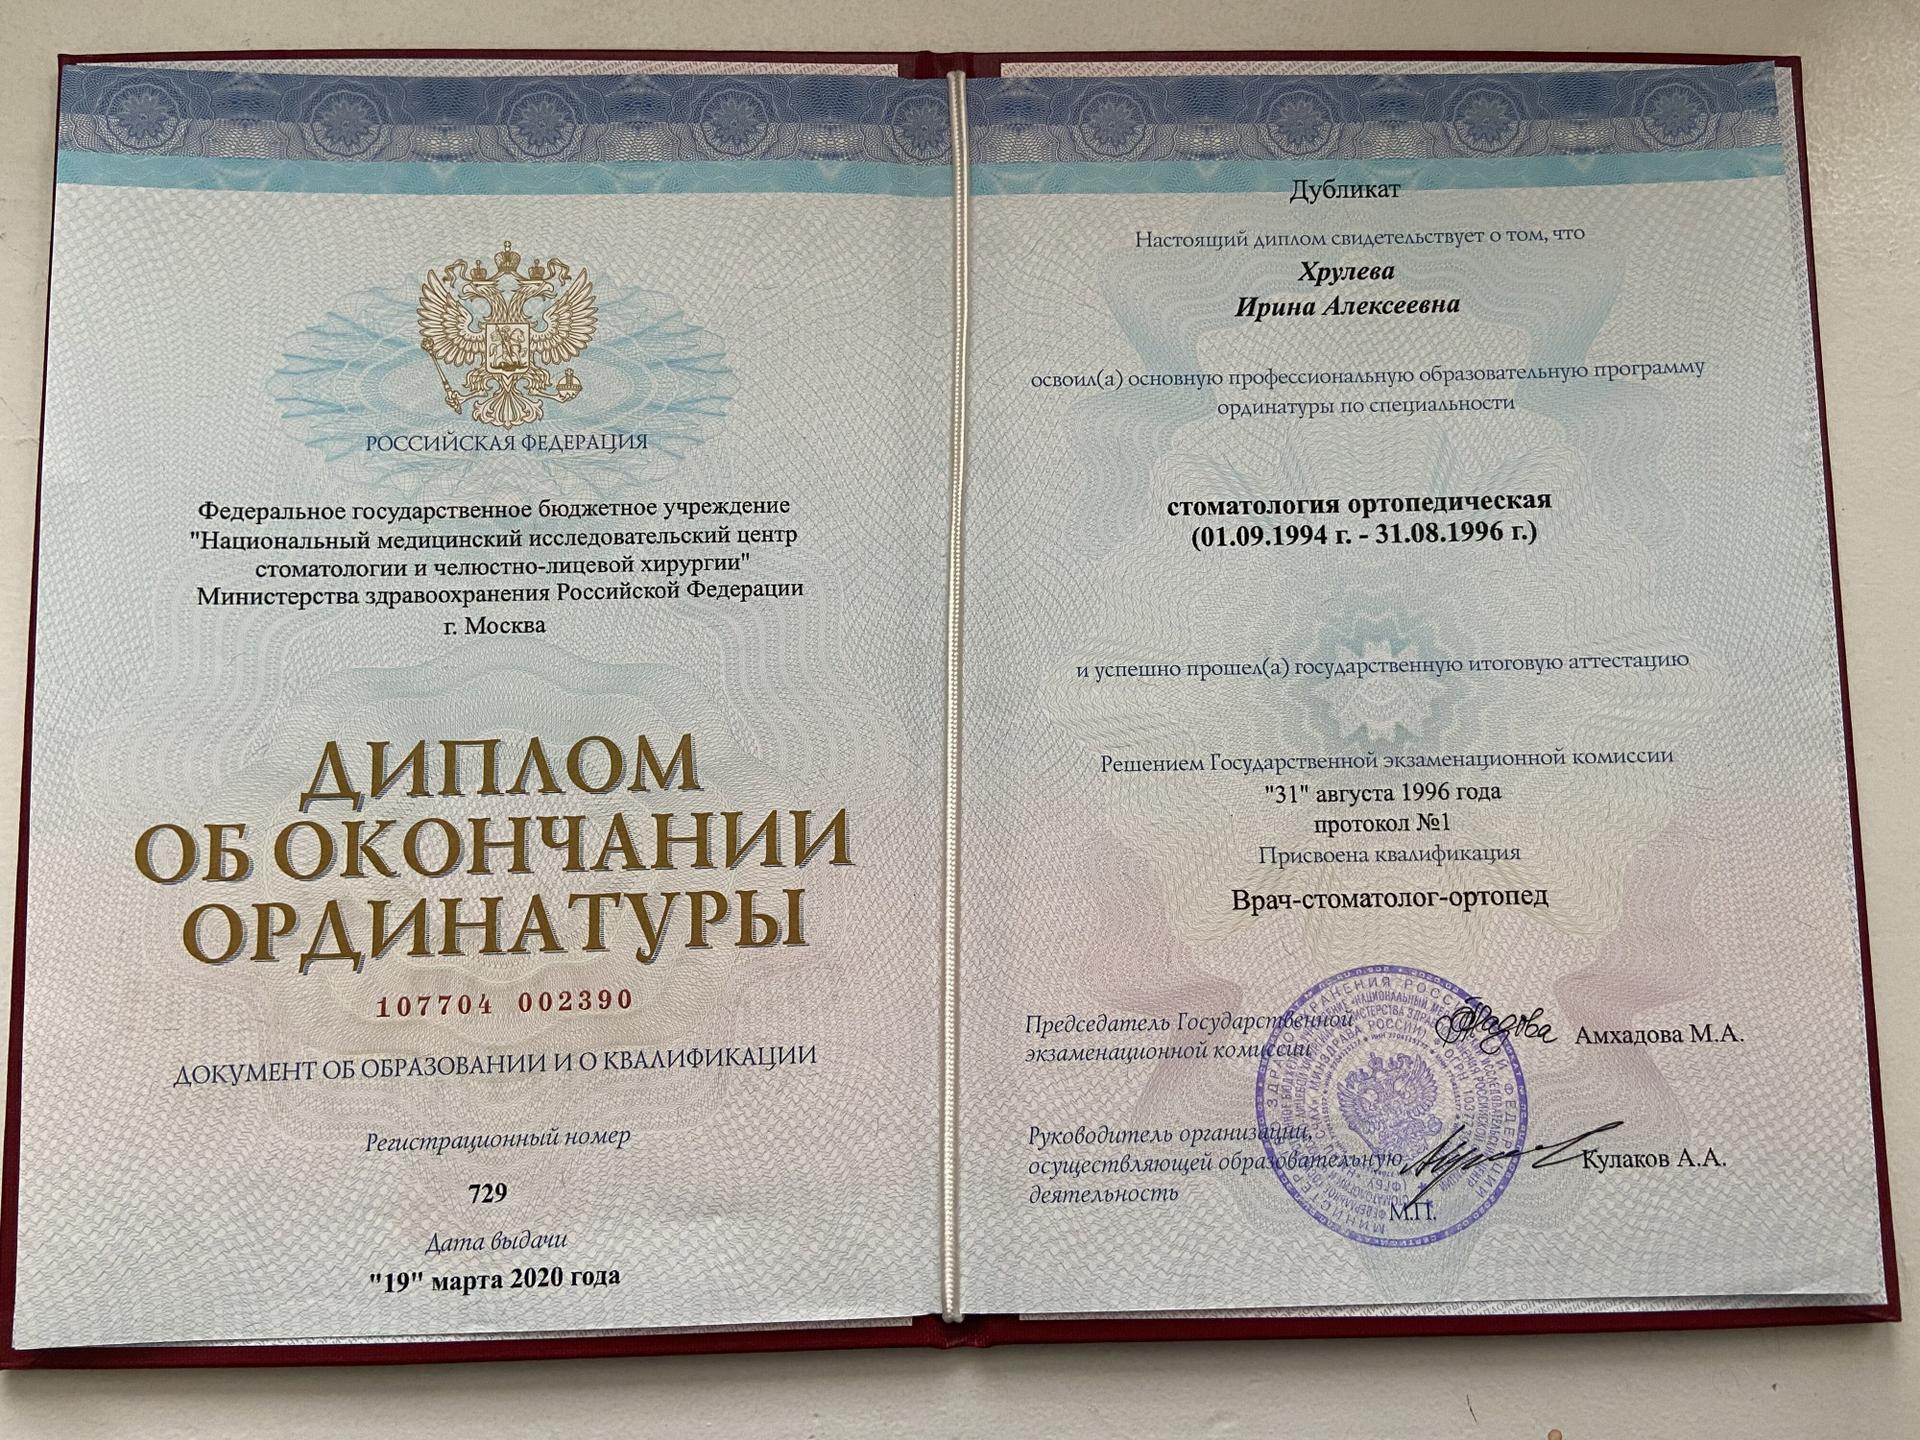 РОССИЙСКАЯ ФЕДЕРАЦИЯ
Федеральное государственное бюджетное учреждение
"Национальный медицинский исследовательский центр
стоматологии и челюстно-лицевой хирургии"
Министерства здравоохранения Российской Федерации
г. Москва
ДИПЛОМ
ОБ ОКОНЧАНИИ
ОРДИНАТУРЫ
107704 002390
ДОКУМЕНТ ОБ ОБРАЗОВАНИИ И О КВАЛИФИКАЦИИ
Регистрационный номер
729
Дата выдачи
"19" марта 2020 года
Дубликат
Настоящий диплом свидетельствует о том, что
Хрулева
Ирина Алексеевна
освоил(а) основную профессиональную образовательную программу
ординатуры по специальности
стоматология ортопедическая
(01.09.1994 г. - 31.08.1996 г.)
и успешно прошел(а) государственную итоговую аттестацию
Решением Государственной экзаменационной комиссии
"31" августа 1996 года
протокол №1
Присвоена квалификация
Врач-стоматолог-ортопед
Председатель Государственной
экзаменационной комиссии
Амхадова М.А.
Руководитель организации,
осуществляющей образовательную
деятельность
Кулаков А.А.
М.П.